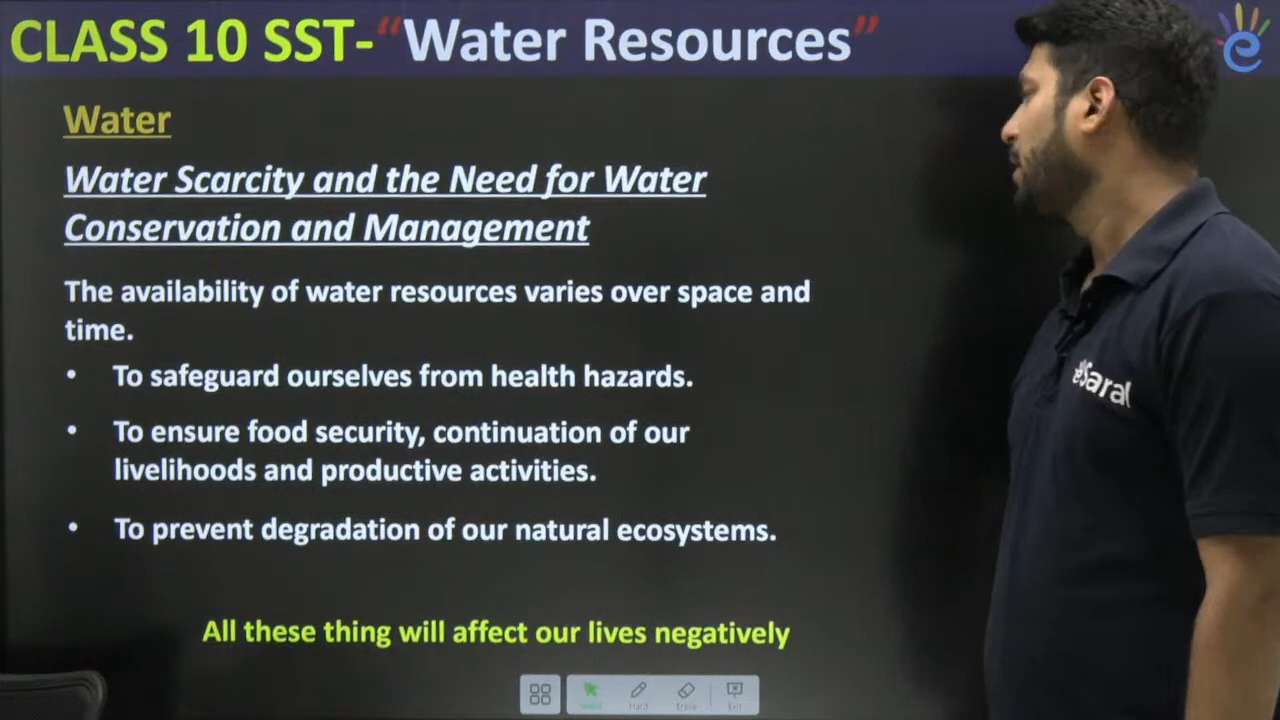 CLASS 10 SST-“Water Resources”
e
Water
Water Scarcity and the Need for Water
Conservation and Management
The availability of water resources varies over space and
time.
• To safeguard ourselves from health hazards.
• To ensure food security, continuation of our
livelihoods and productive activities.
• To prevent degradation of our natural ecosystems.
All these thing will affect our lives negatively
eSaral
Hard Erase Exit